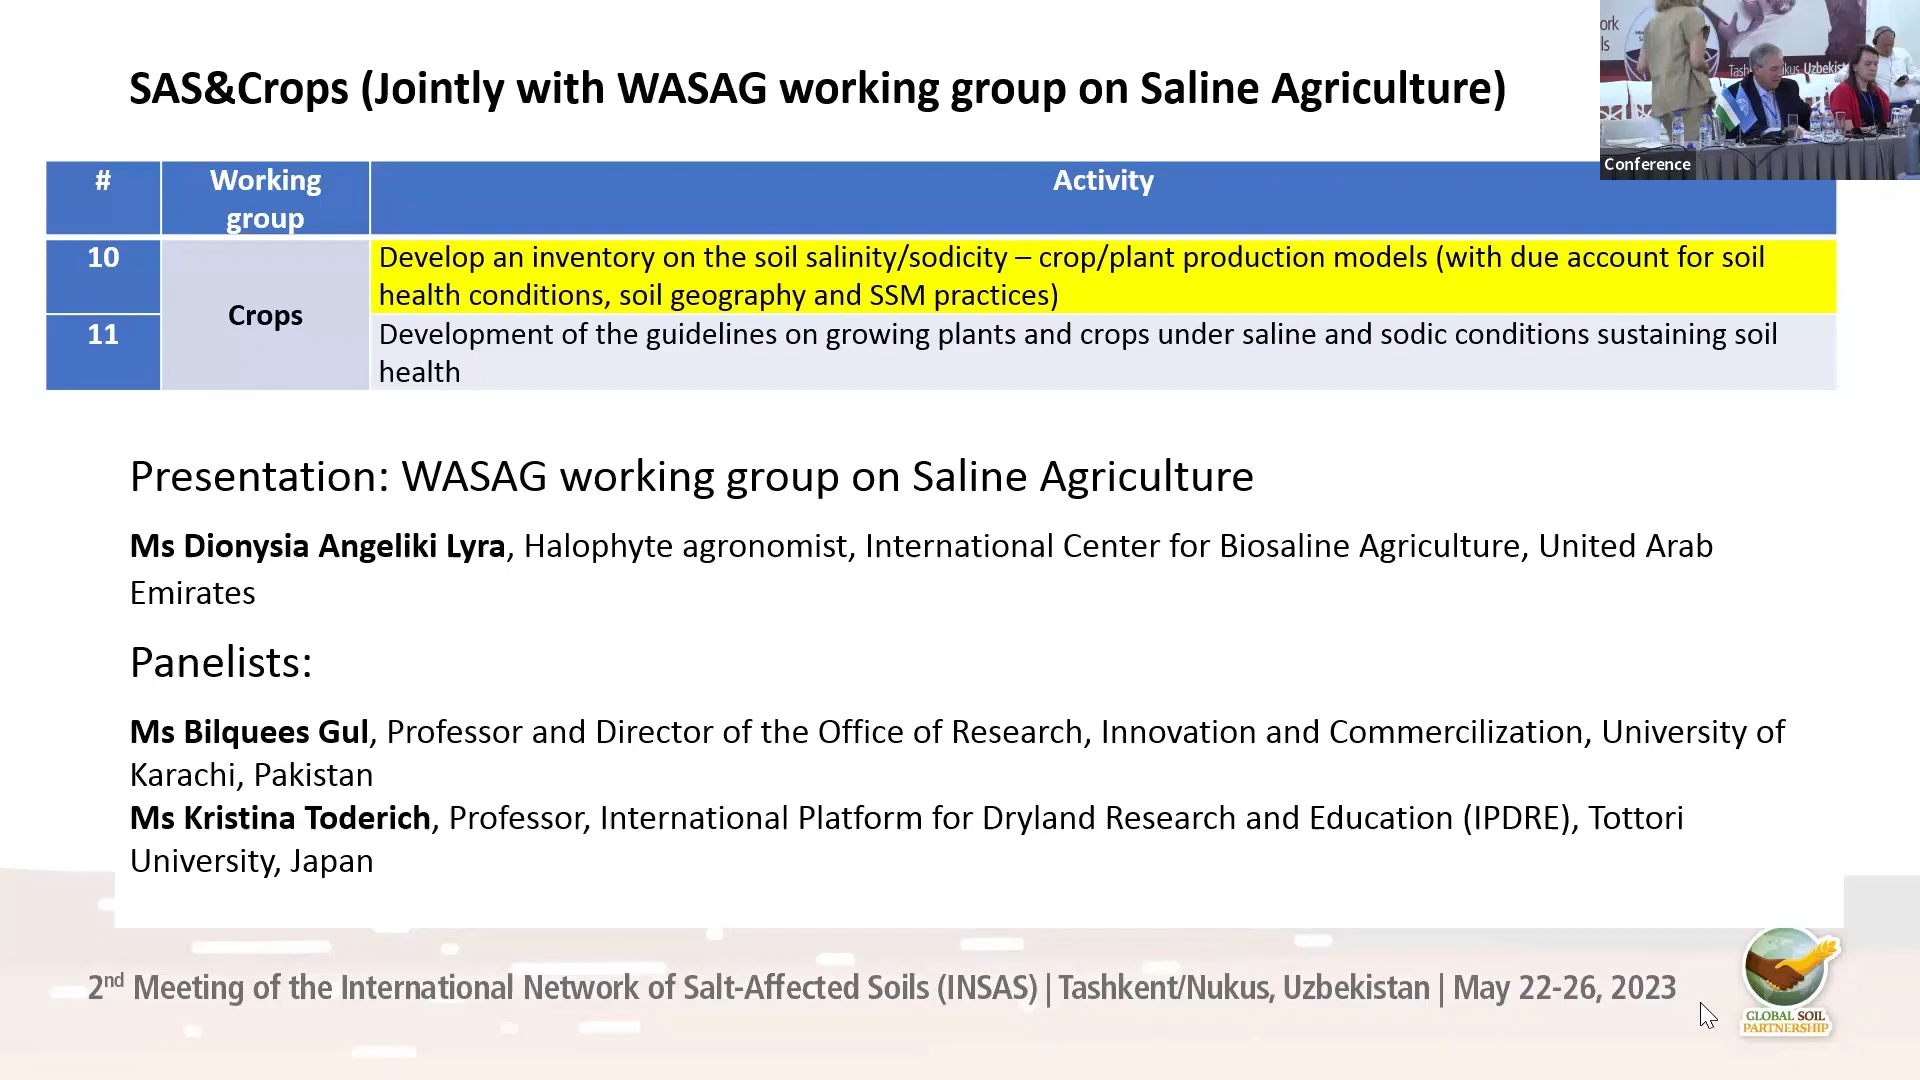 SAS&Crops (Jointly with WASAG working group on Saline Agriculture)
ork
ls
Uzbekist
Conference
# Working group Activity
10 Develop an inventory on the soil salinity/sodicity – crop/plant production models (with due account for soil
health conditions, soil geography and SSM practices)
Crops
11 Development of the guidelines on growing plants and crops under saline and sodic conditions sustaining soil
health
Presentation: WASAG working group on Saline Agriculture
Ms Dionysia Angeliki Lyra, Halophyte agronomist, International Center for Biosaline Agriculture, United Arab
Emirates
Panelists:
Ms Bilquees Gul, Professor and Director of the Office of Research, Innovation and Commercilization, University of
Karachi, Pakistan
Ms Kristina Toderich, Professor, International Platform for Dryland Research and Education (IPDRE), Tottori
University, Japan
2nd Meeting of the International Network of Salt-Affected Soils (INSAS) | Tashkent/Nukus, Uzbekistan | May 22-26, 2023
GLOBAL SOIL
PARTNERSHIP